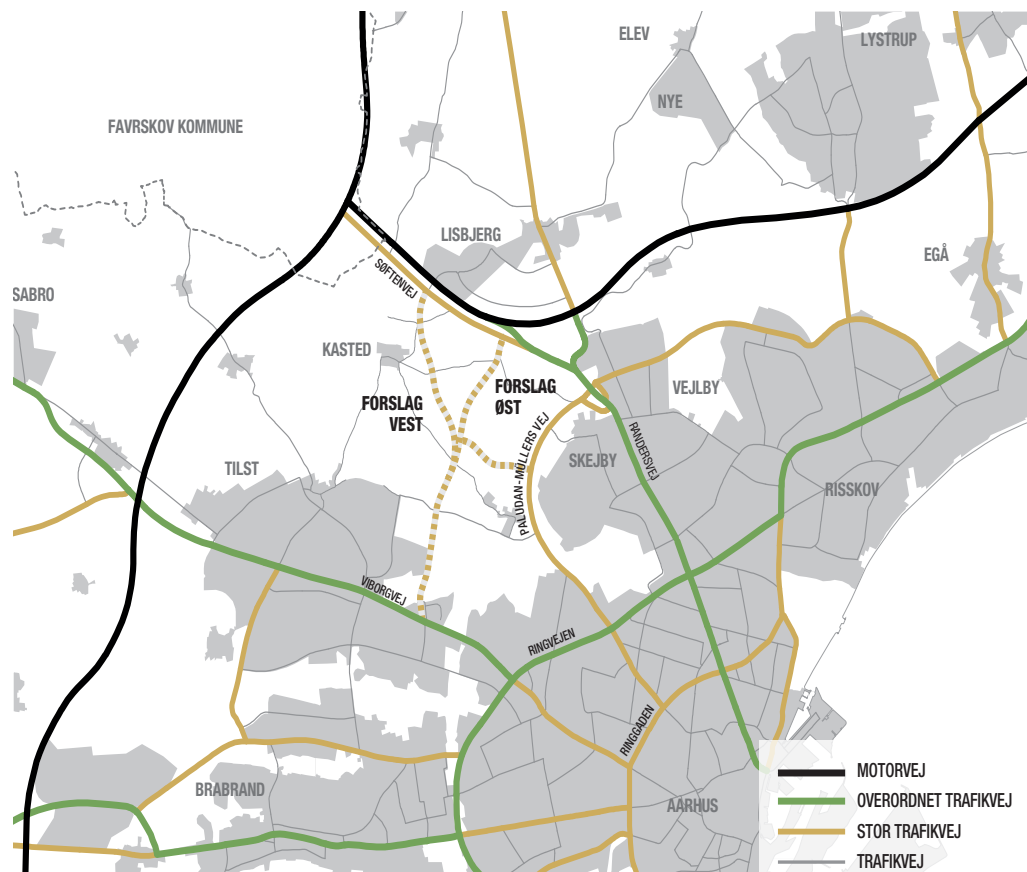 ELEV
LYSTRUP
NYE
FAVRSKOV KOMMUNE
LISBJERG
EGÅ
SØFTENVEJ
SABRO
KASTED
FORSLAG
ØST
VEJLBY
FORSLAG
VEST
PALUDAN-MÜLLERS VEJ
RANDERSVEJ
TILST
SKEJBY
RISSKOV
VIBORGVEJ
RINGVEJEN
RINGGADEN
BRABRAND
AARHUS
MOTORVEJ
OVERORDNET TRAFIKVEJ
STOR TRAFIKVEJ
TRAFIKVEJ